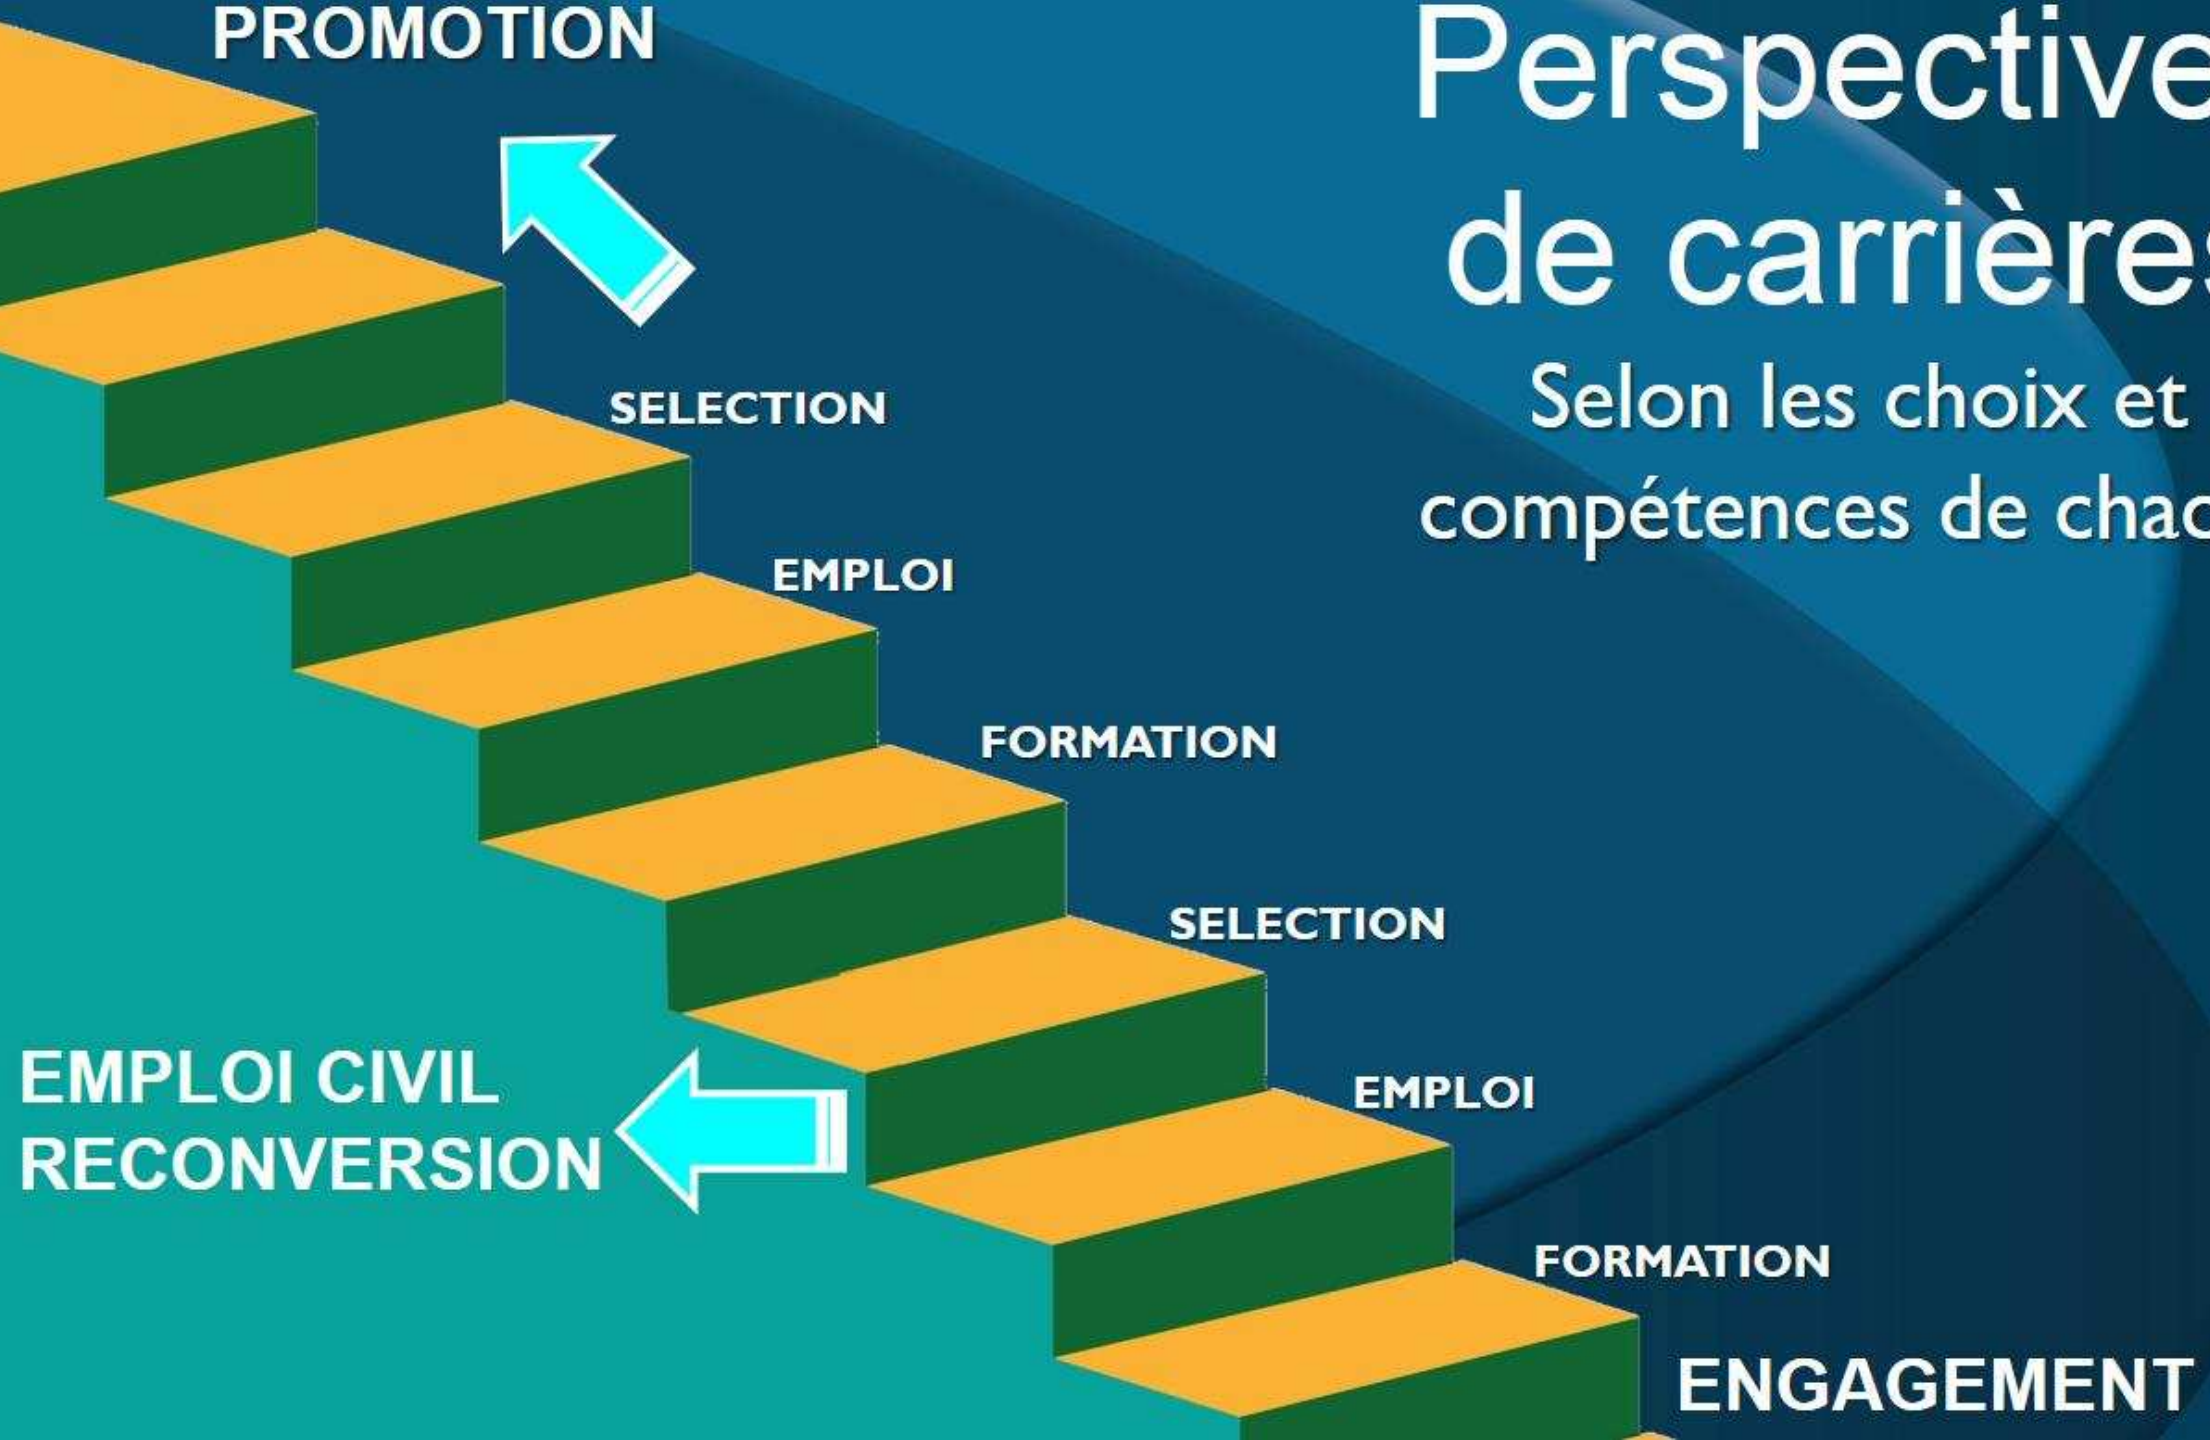 PROMOTION
Perspective
de carrières
Selon les choix et
compétences de chac
SELECTION
EMPLOI
FORMATION
SELECTION
EMPLOI
FORMATION
ENGAGEMENT
EMPLOI CIVIL
RECONVERSION